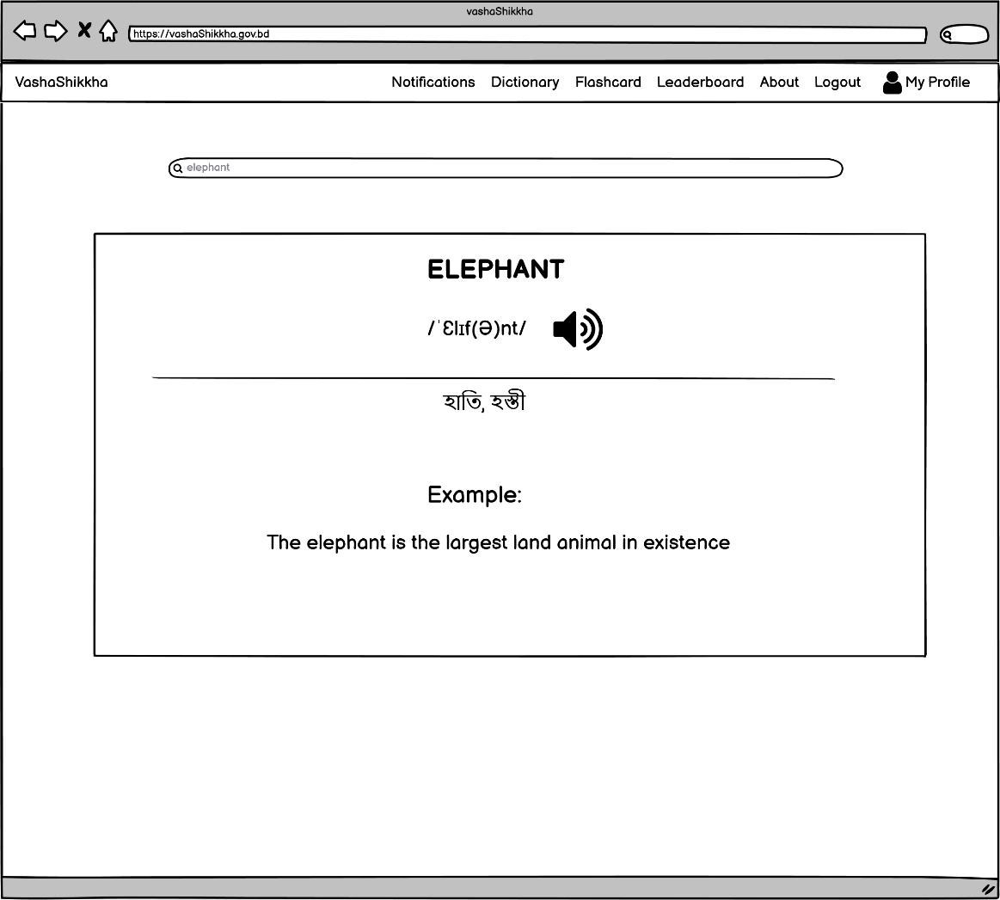 vashaShikkha
https://vashaShikkha.gov.bd
VashaShikkha Notifications Dictionary Flashcard Leaderboard About Logout My Profile
elephant
ELEPHANT
/ˈƐlɪf(Ə)nt/
হাতি, হস্তী
Example:
The elephant is the largest land animal in existence